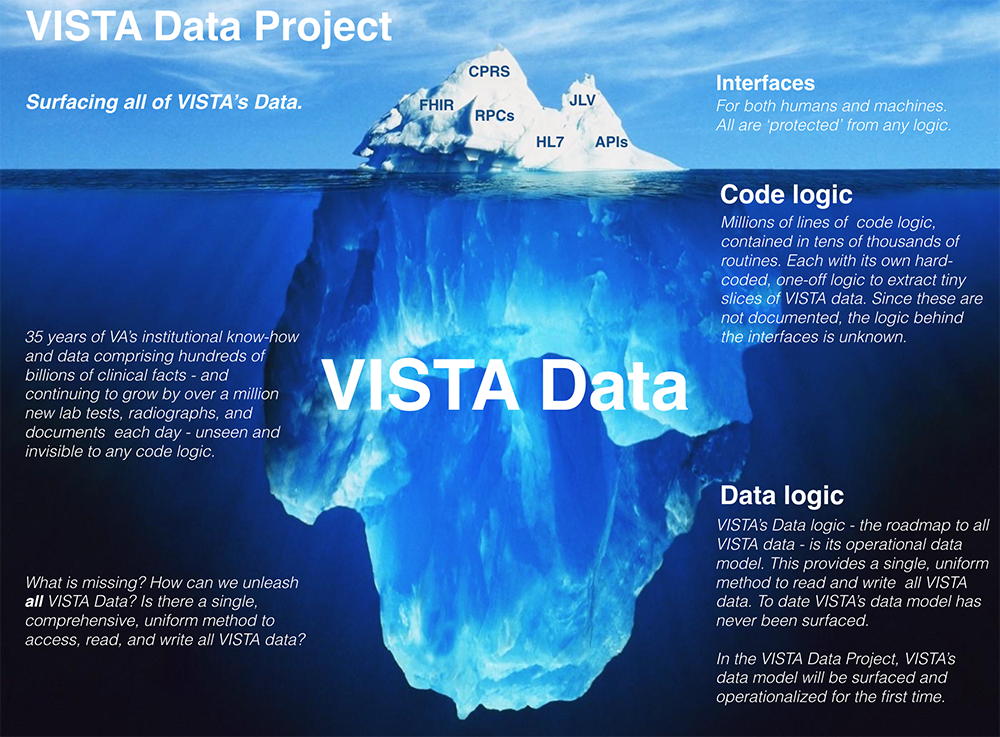 VISTA Data Project
Surfacing all of VISTA's Data.
CPRS
FHIR
RPCs
JLV
HL7
APIs
Interfaces
For both humans and machines.
All are ‘protected’ from any logic.
Code logic
Millions of lines of  code logic,
contained in tens of thousands of
routines. Each with its own hard-
coded, one-off logic to extract tiny
slices of VISTA data. Since these are
not documented, the logic behind
the interfaces is unknown.
35 years of VA’s institutional know-how
and data comprising hundreds of
billions of clinical facts - and
continuing to grow by over a million
new lab tests, radiographs, and
documents  each day - unseen and
invisible to any code logic.
VISTA Data
Data logic
VISTA’s Data logic - the roadmap to all
VISTA data - is its operational data
model. This provides a single, uniform
method to read and write  all VISTA
data. To date VISTA’s data model has
never been surfaced.
What is missing? How can we unleash
all VISTA Data? Is there a single,
comprehensive, uniform method to
access, read, and write all VISTA data?
In the VISTA Data Project, VISTA’s
data model will be surfaced and
operationalized for the first time.